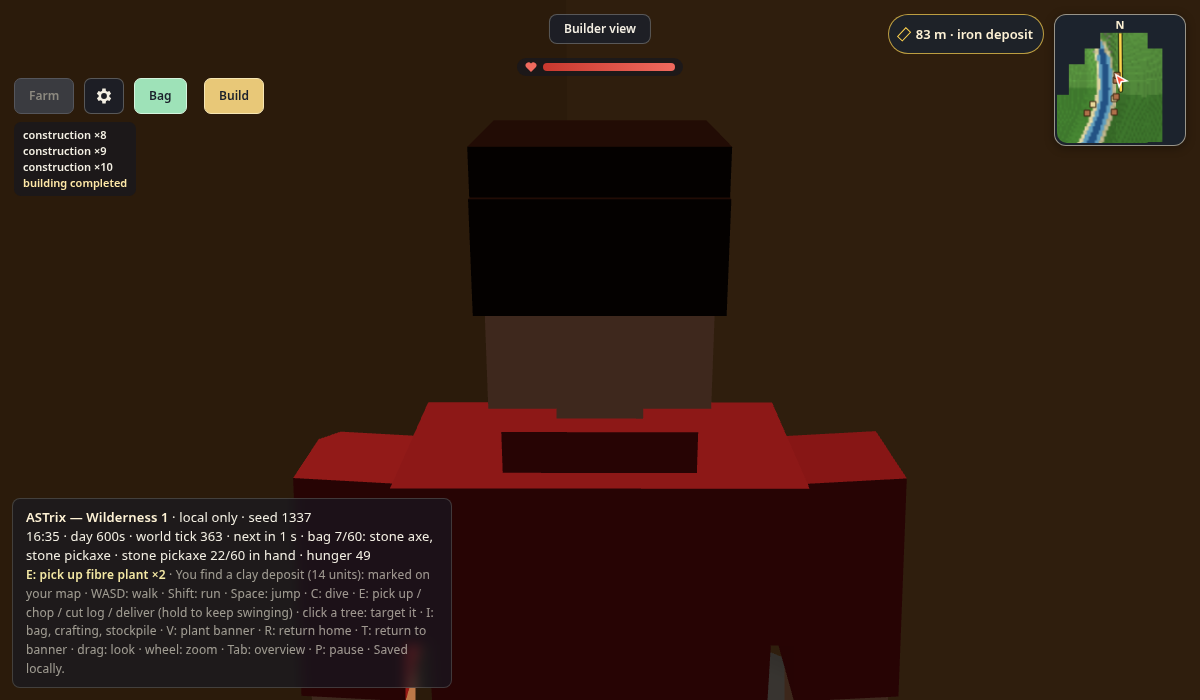 Builder view
83 m · iron deposit
N
Farm
Bag
Build
construction ×8
construction ×9
construction ×10
building completed
ASTrix — Wilderness 1 · local only · seed 1337
16:35 · day 600s · world tick 363 · next in 1 s · bag 7/60: stone axe,
stone pickaxe · stone pickaxe 22/60 in hand · hunger 49
E: pick up fibre plant ×2 · You find a clay deposit (14 units): marked on
your map · WASD: walk · Shift: run · Space: jump · C: dive · E: pick up /
chop / cut log / deliver (hold to keep swinging) · click a tree: target it · I:
bag, crafting, stockpile · V: plant banner · R: return home · T: return to
banner · drag: look · wheel: zoom · Tab: overview · P: pause · Saved
locally.